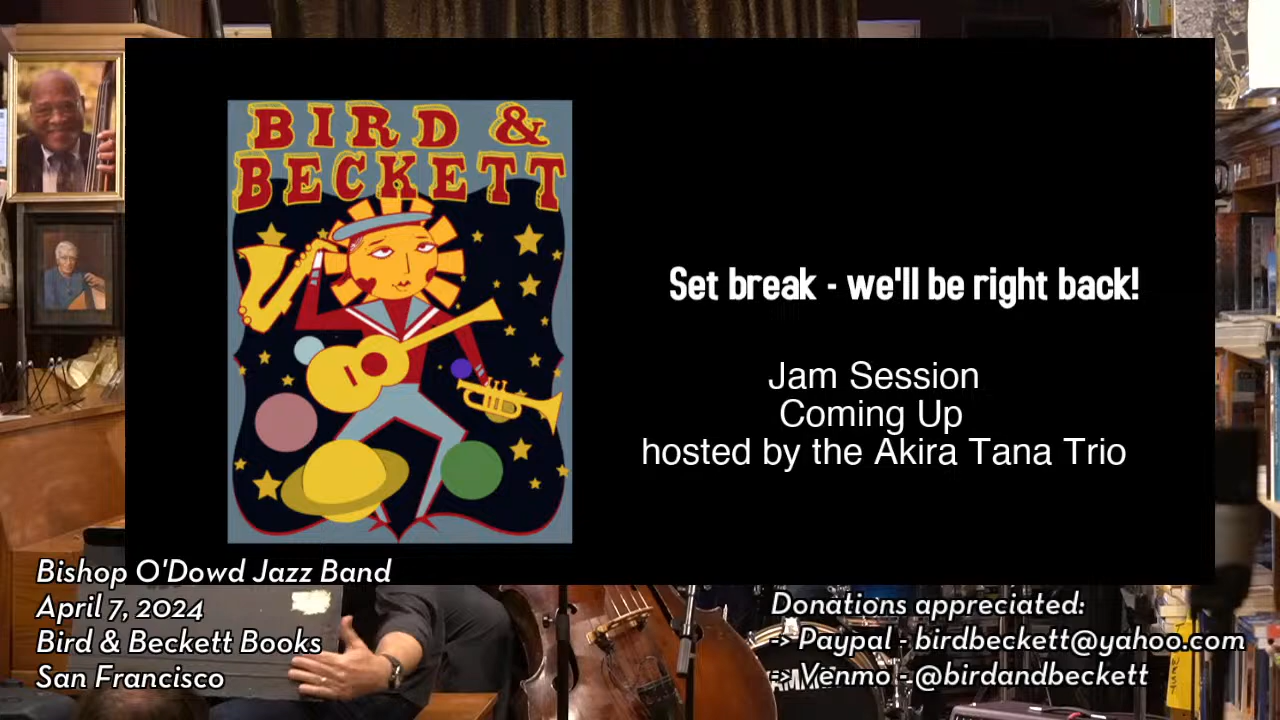 BIRD &
BECKETT
Set break - we'll be right back!
Jam Session
Coming Up
hosted by the Akira Tana Trio
Bishop O'Dowd Jazz Band
April 7, 2024
Bird & Beckett Books
San Francisco
Donations appreciated:
-> Paypal - birdbeckett@yahoo.com
-> Venmo - @birdandbeckett